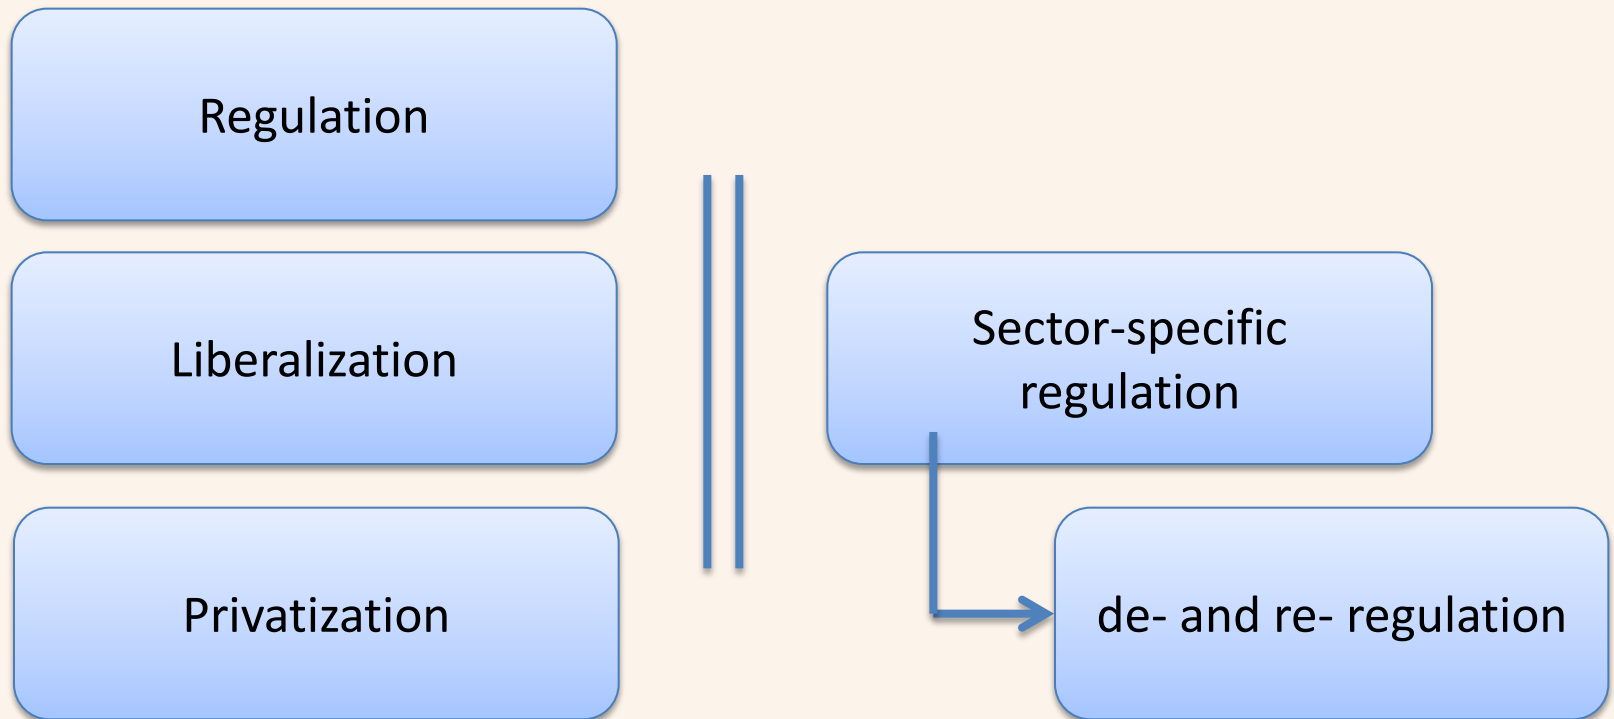 Regulation
Liberalization
Privatization
Sector-specific
regulation
de- and re- regulation